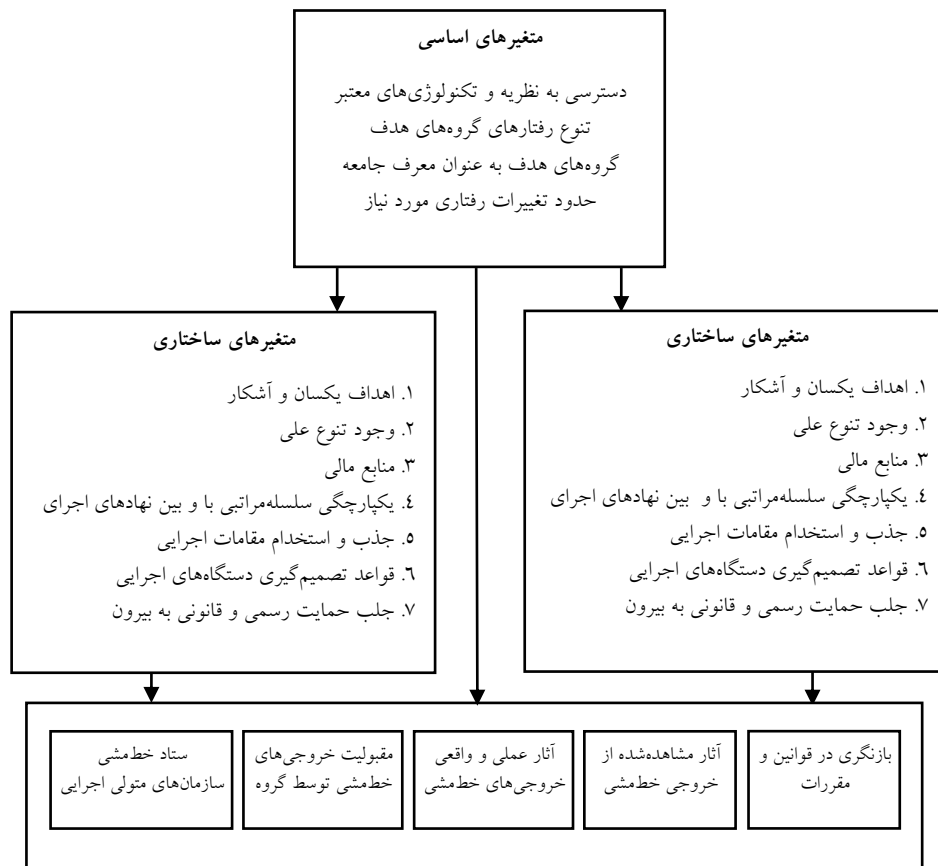 متغیرهای اساسی
دسترسی به نظریه و تکنولوژی‌های معتبر
تنوع رفتارهای گروه‌های هدف
گروه‌های هدف به عنوان معرف جامعه
حدود تغییرات رفتاری مورد نیاز
متغیرهای ساختاری
۱. اهداف یکسان و آشکار
۲. وجود تنوع علی
۳. منابع مالی
۴. یکپارچگی سلسله‌مراتبی با و بین نهادهای اجرای
۵. جذب و استخدام مقامات اجرایی
۶. قواعد تصمیم‌گیری دستگاه‌های اجرایی
۷. جلب حمایت رسمی و قانونی به بیرون
متغیرهای ساختاری
۱. اهداف یکسان و آشکار
۲. وجود تنوع علی
۳. منابع مالی
۴. یکپارچگی سلسله‌مراتبی با و بین نهادهای اجرای
۵. جذب و استخدام مقامات اجرایی
۶. قواعد تصمیم‌گیری دستگاه‌های اجرایی
۷. جلب حمایت رسمی و قانونی به بیرون
بازنگری در قوانین و
مقررات
آثار مشاهده‌شده از
خروجی خط‌مشی
آثار عملی و واقعی
خروجی‌های خط‌مشی
مقبولیت خروجی‌های
خط‌مشی توسط گروه
ستاد خط‌مشی
سازمان‌های متولی اجرایی